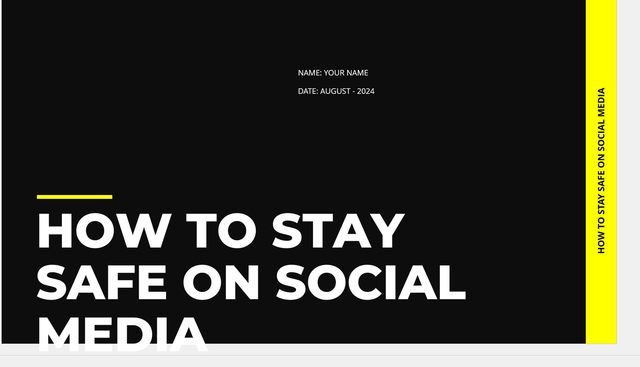 NAME: YOUR NAME
DATE: AUGUST - 2024
HOW TO STAY
SAFE ON SOCIAL
MEDIA
HOW TO STAY SAFE ON SOCIAL MEDIA